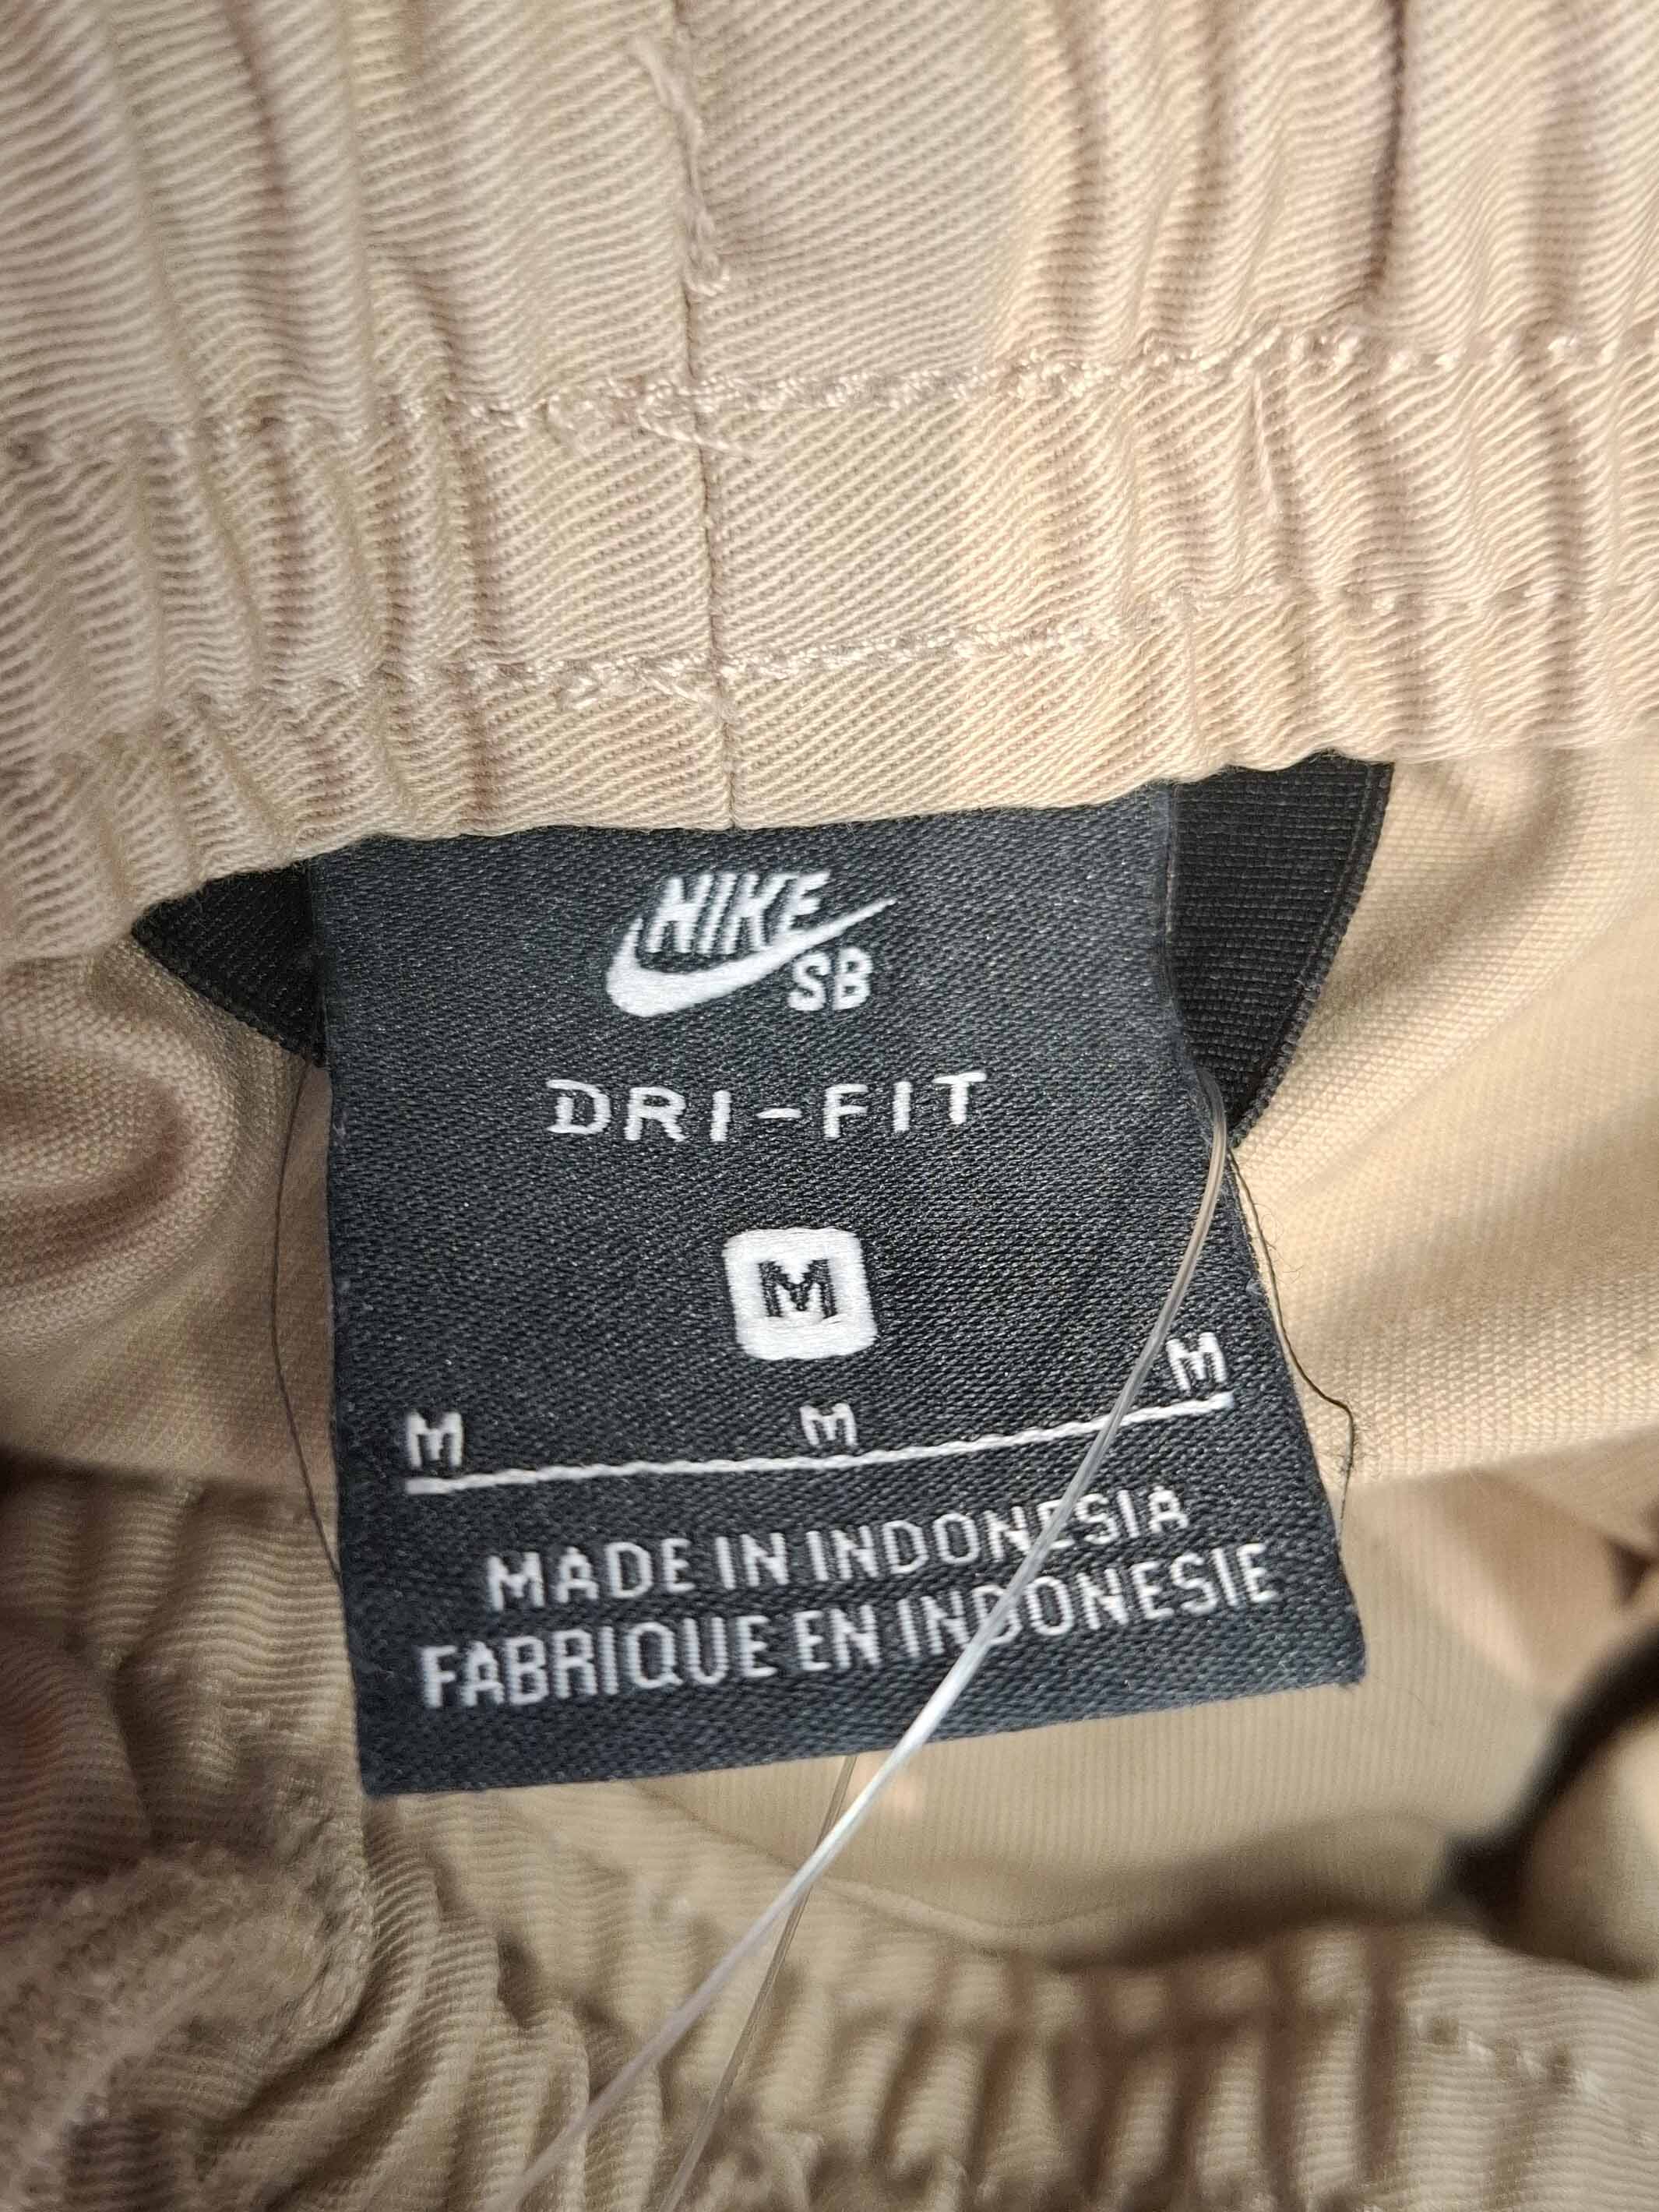 NIKE
SB
DRI-FIT
M
M M M
MADE IN INDONESIA
FABRIQUE EN INDONESIE